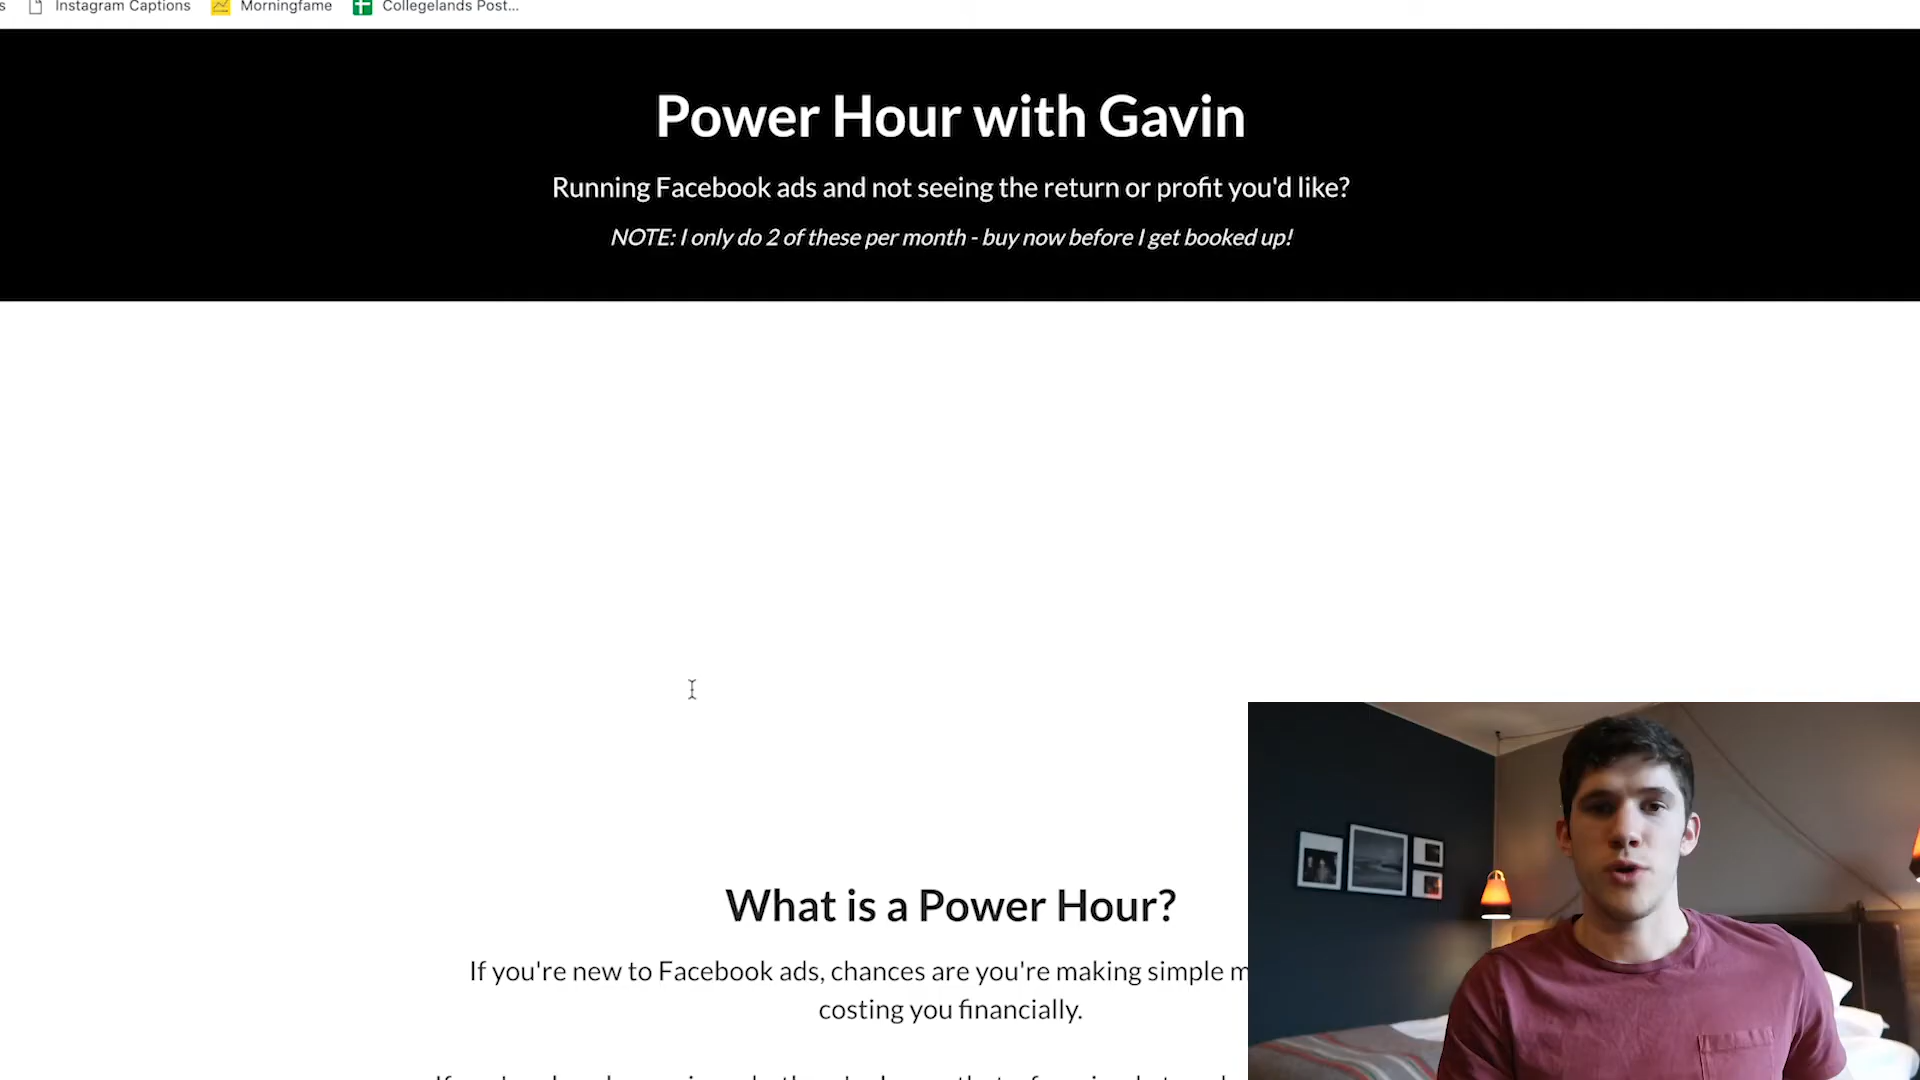 Instagram Captions Morningfame Collegelands Post...
Power Hour with Gavin
Running Facebook ads and not seeing the return or profit you'd like?
NOTE: I only do 2 of these per month - buy now before I get booked up!
What is a Power Hour?
If you're new to Facebook ads, chances are you're making simple
costing you financially.